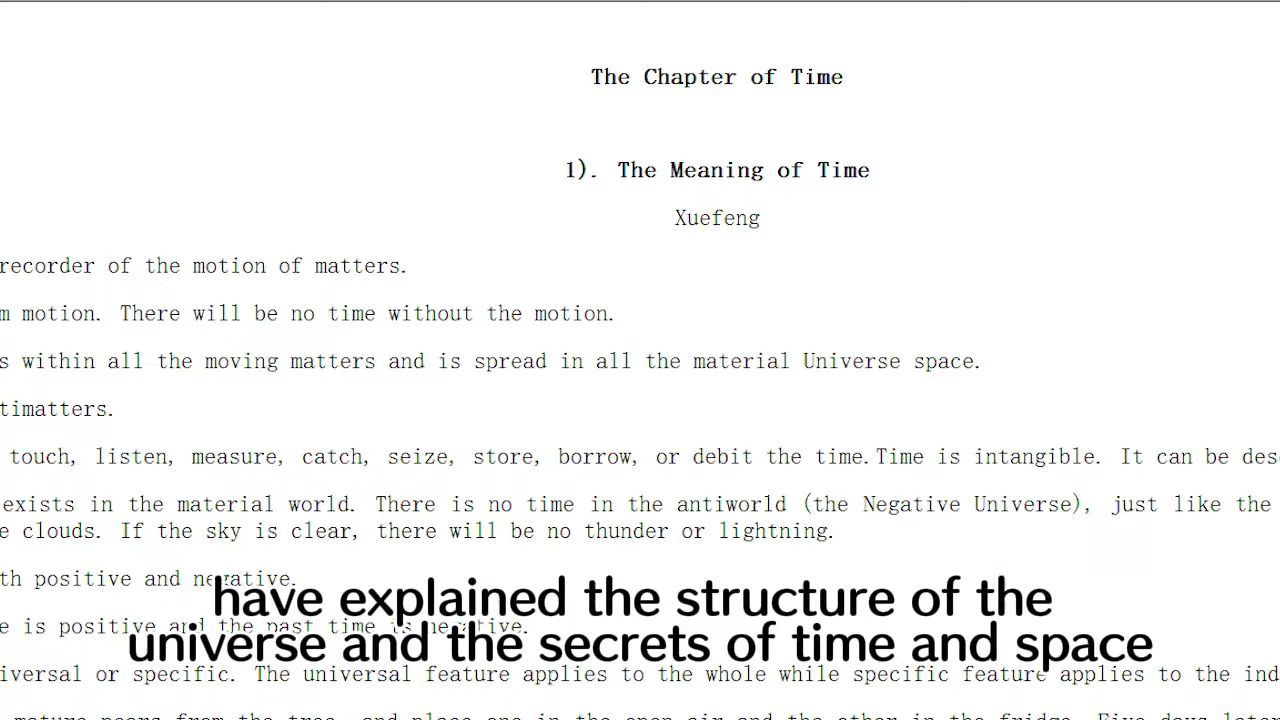 The Chapter of Time
1). The Meaning of Time
Xuefeng
recorder of the motion of matters.
m motion. There will be no time without the motion.
s within all the moving matters and is spread in all the material Universe space.
timatters.
touch, listen, measure, catch, seize, store, borrow, or debit the time. Time is intangible. It can be des
exists in the material world. There is no time in the antiworld (the Negative Universe), just like the
e clouds. If the sky is clear, there will be no thunder or lightning.
th positive and negative.
have explained the structure of the
e is positive and the past time is negative.
universe and the secrets of time and space
iversal or specific. The universal feature applies to the whole while specific feature applies to the ind